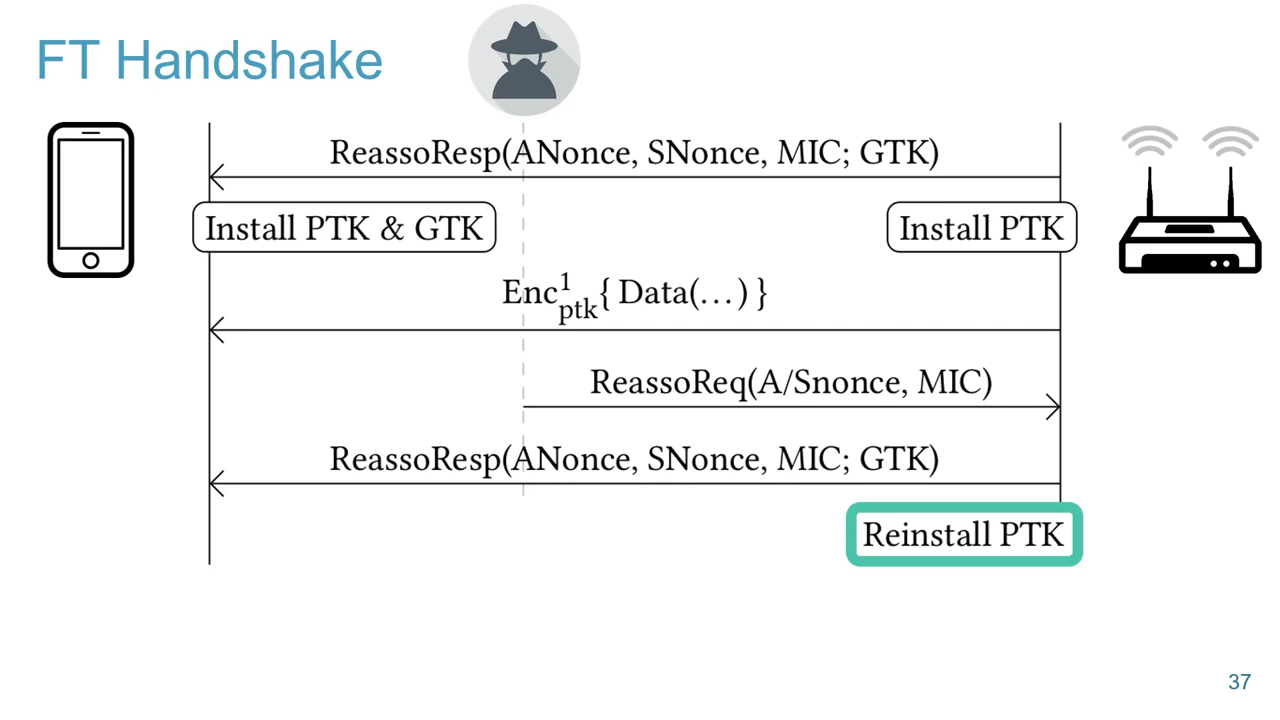 FT Handshake
ReassoResp(ANonce, SNonce, MIC; GTK)
Install PTK & GTK
Install PTK
Enc¹ₚₜₖ{ Data(…) }
ReassoReq(A/Snonce, MIC)
ReassoResp(ANonce, SNonce, MIC; GTK)
Reinstall PTK
37